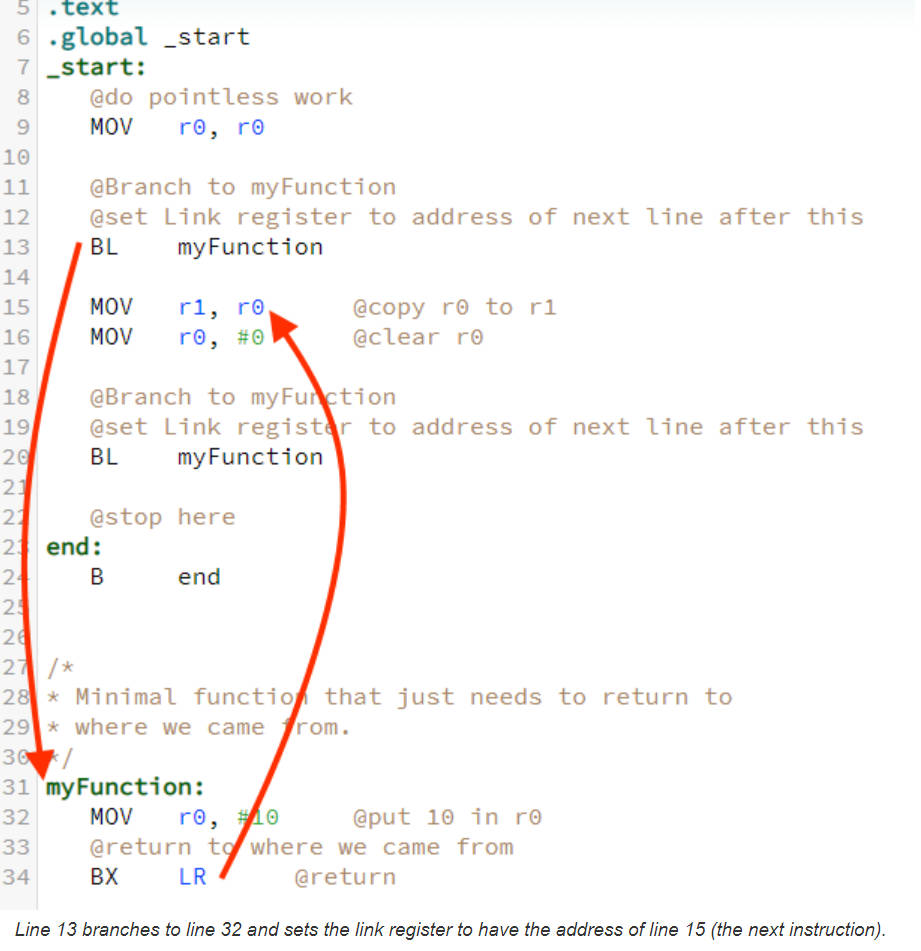 5 .text
6 .global _start
7 _start:
8 @do pointless work
9 MOV r0, r0
10
11 @Branch to myFunction
12 @set Link register to address of next line after this
13 BL myFunction
14
15 MOV r1, r0 @copy r0 to r1
16 MOV r0, #0 @clear r0
17
18 @Branch to myFunction
19 @set Link register to address of next line after this
20 BL myFunction
21
22 @stop here
23 end:
24 B end
25
26
27 /*
28 * Minimal function that just needs to return to
29 * where we came from.
30 */
31 myFunction:
32 MOV r0, #10 @put 10 in r0
33 @return to where we came from
34 BX LR @return
Line 13 branches to line 32 and sets the link register to have the address of line 15 (the next instruction).